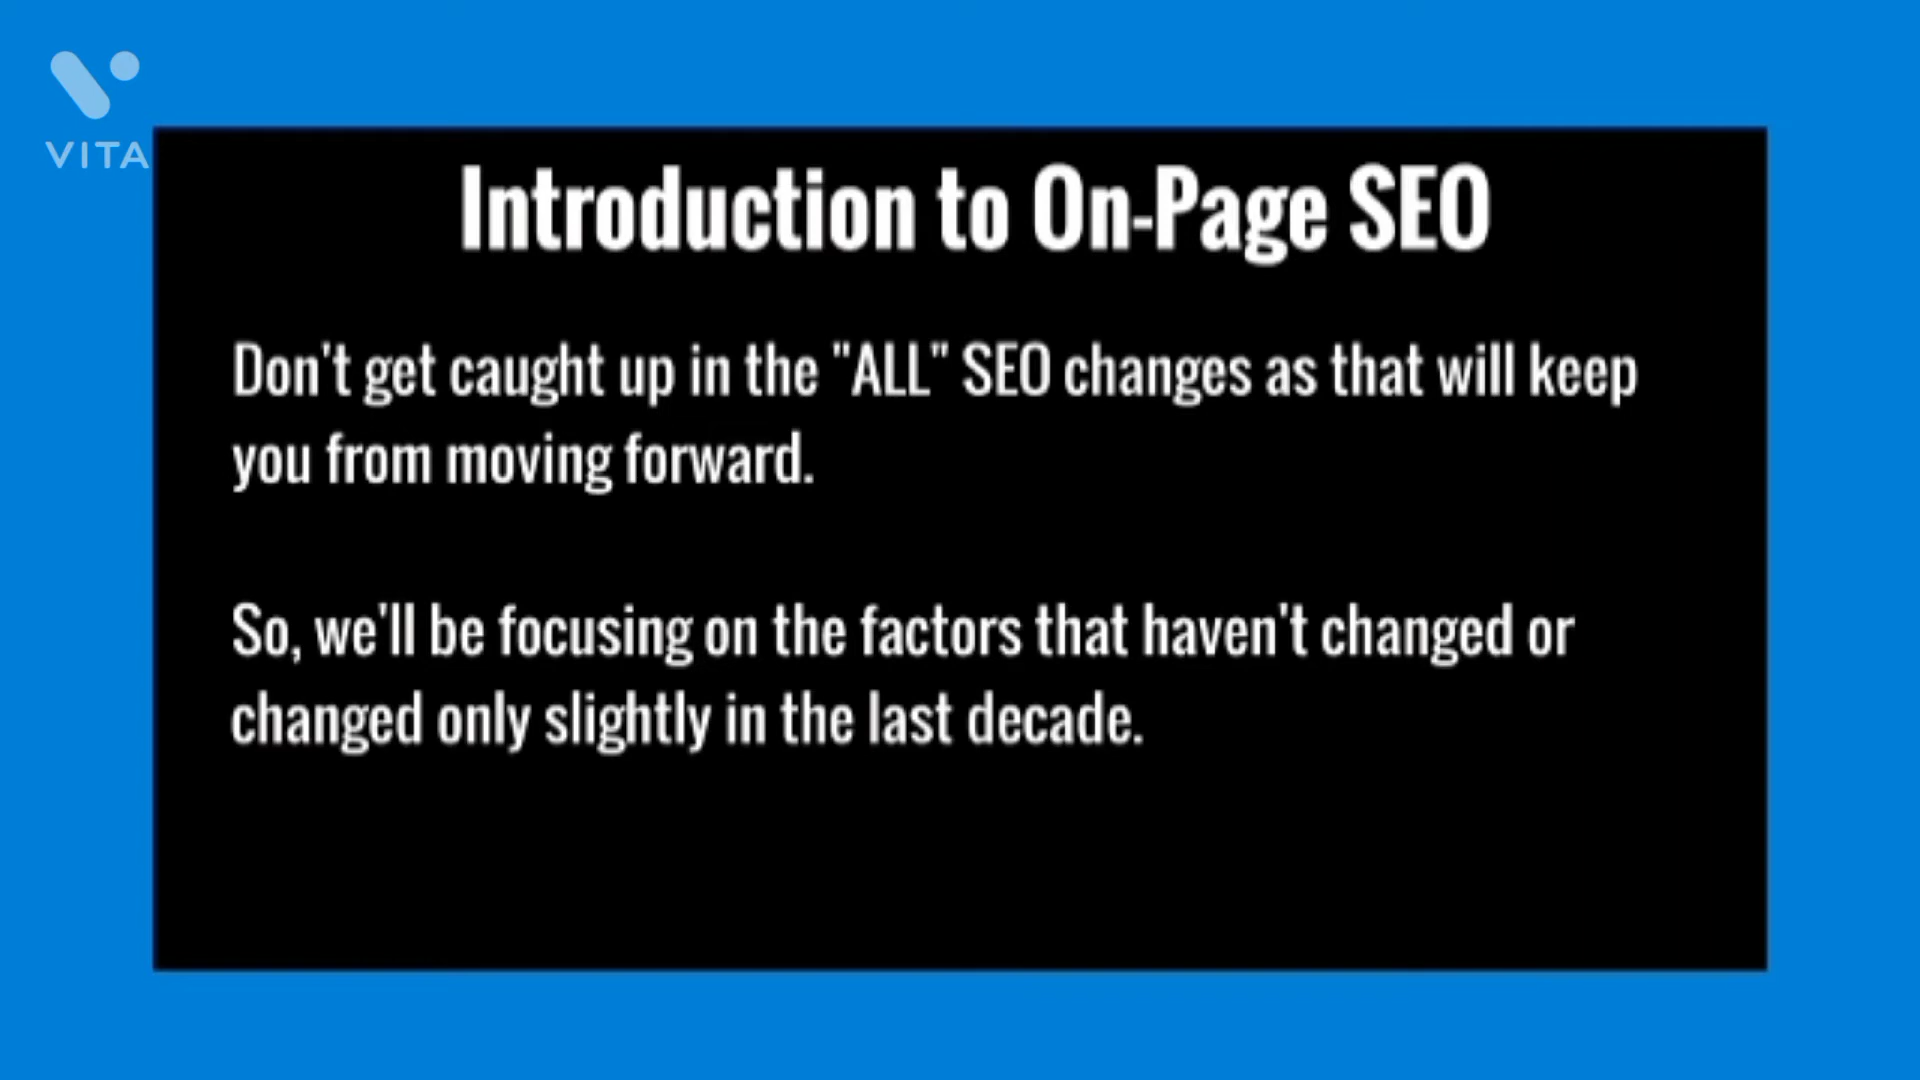 VITA
Introduction to On-Page SEO
Don't get caught up in the "ALL" SEO changes as that will keep
you from moving forward.
So, we'll be focusing on the factors that haven't changed or
changed only slightly in the last decade.